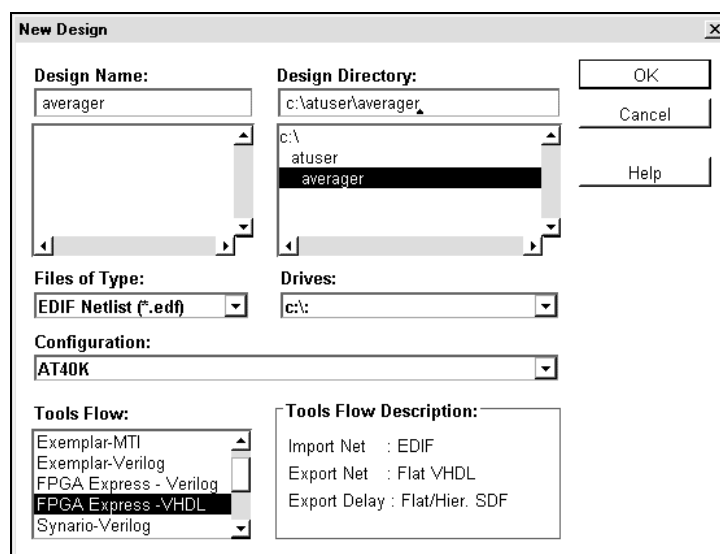 New Design
Design Name:
averager
Design Directory:
c:\atuser\averager
c:\
atuser
averager
OK
Cancel
Help
Files of Type:
EDIF Netlist (*.edf)
Drives:
c:\:
Configuration:
AT40K
Tools Flow:
Exemplar-MTI
Exemplar-Verilog
FPGA Express - Verilog
FPGA Express -VHDL
Synario-Verilog
Tools Flow Description:
Import Net : EDIF
Export Net : Flat VHDL
Export Delay : Flat/Hier. SDF